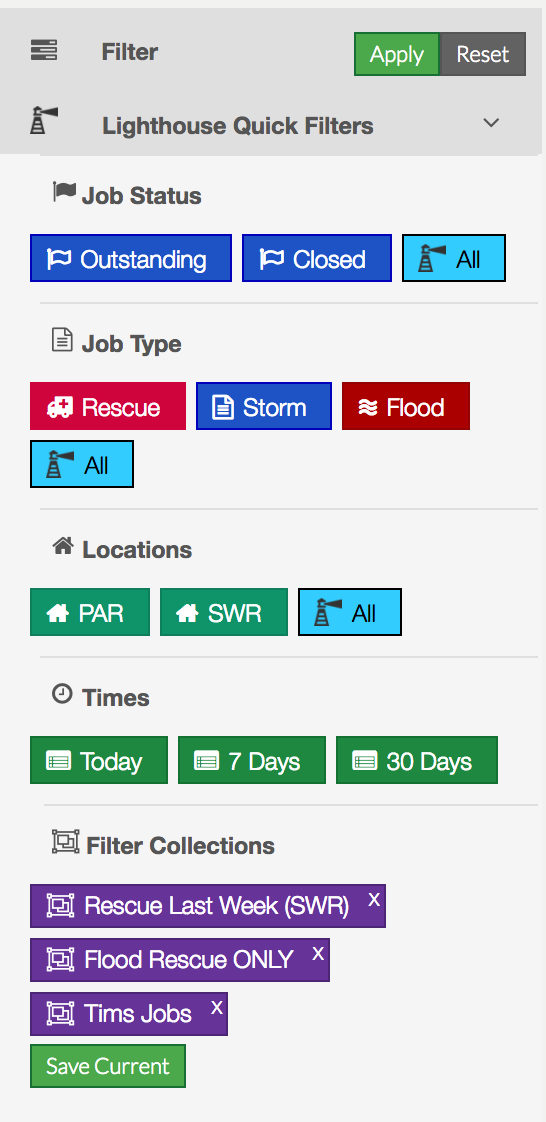 Filter Apply Reset
Lighthouse Quick Filters
Job Status
Outstanding Closed All
Job Type
Rescue Storm Flood
All
Locations
PAR SWR All
Times
Today 7 Days 30 Days
Filter Collections
Rescue Last Week (SWR) x
Flood Rescue ONLY x
Tims Jobs x
Save Current